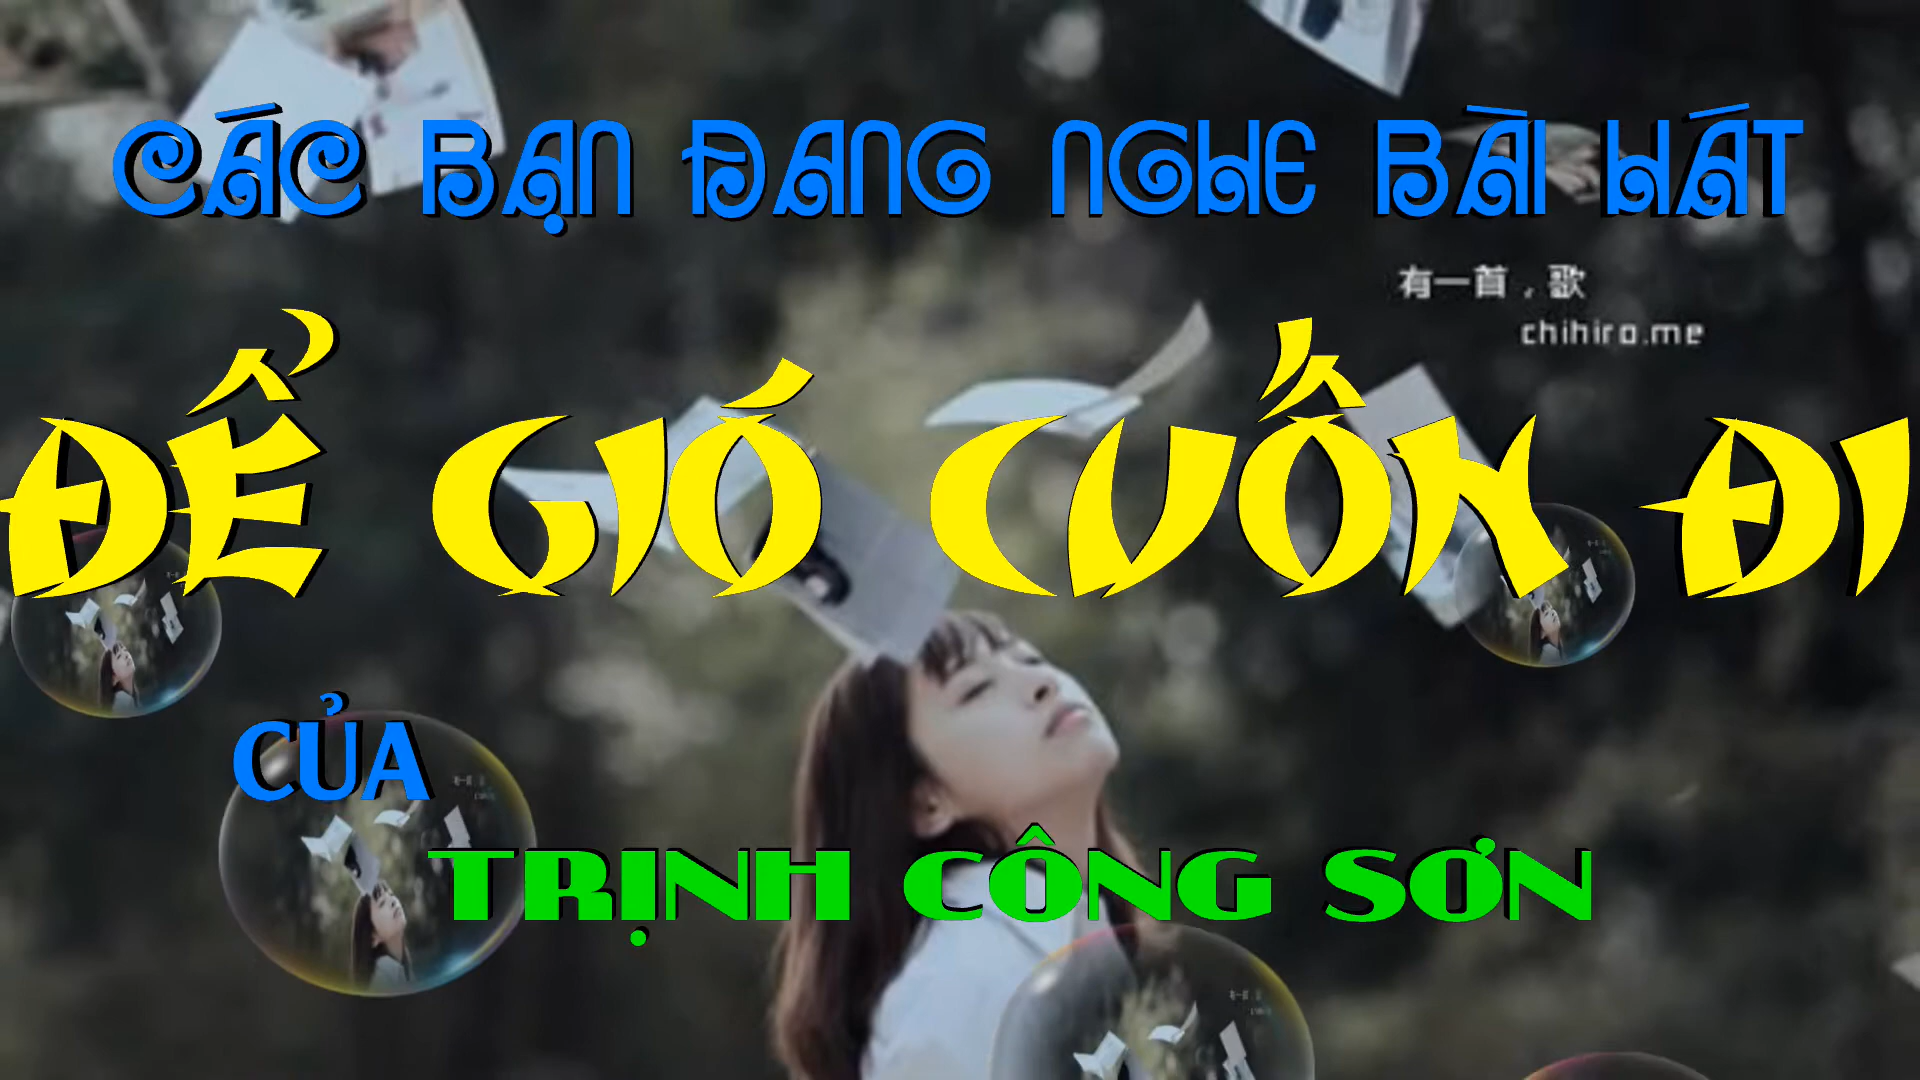 CÁC BẠN ĐANG NGHE BÀI HÁT
有一首，歌
chihiro.me
ĐỂ GIÓ CUỐN ĐI
CỦA
TRỊNH CÔNG SƠN